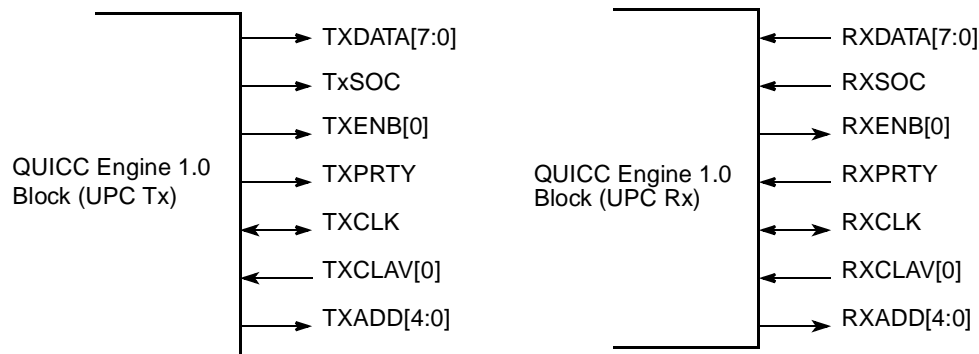 QUICC Engine 1.0
Block (UPC Tx)
TXDATA[7:0]
TxSOC
TXENB[0]
TXPRTY
TXCLK
TXCLAV[0]
TXADD[4:0]
QUICC Engine 1.0
Block (UPC Rx)
RXDATA[7:0]
RXSOC
RXENB[0]
RXPRTY
RXCLK
RXCLAV[0]
RXADD[4:0]